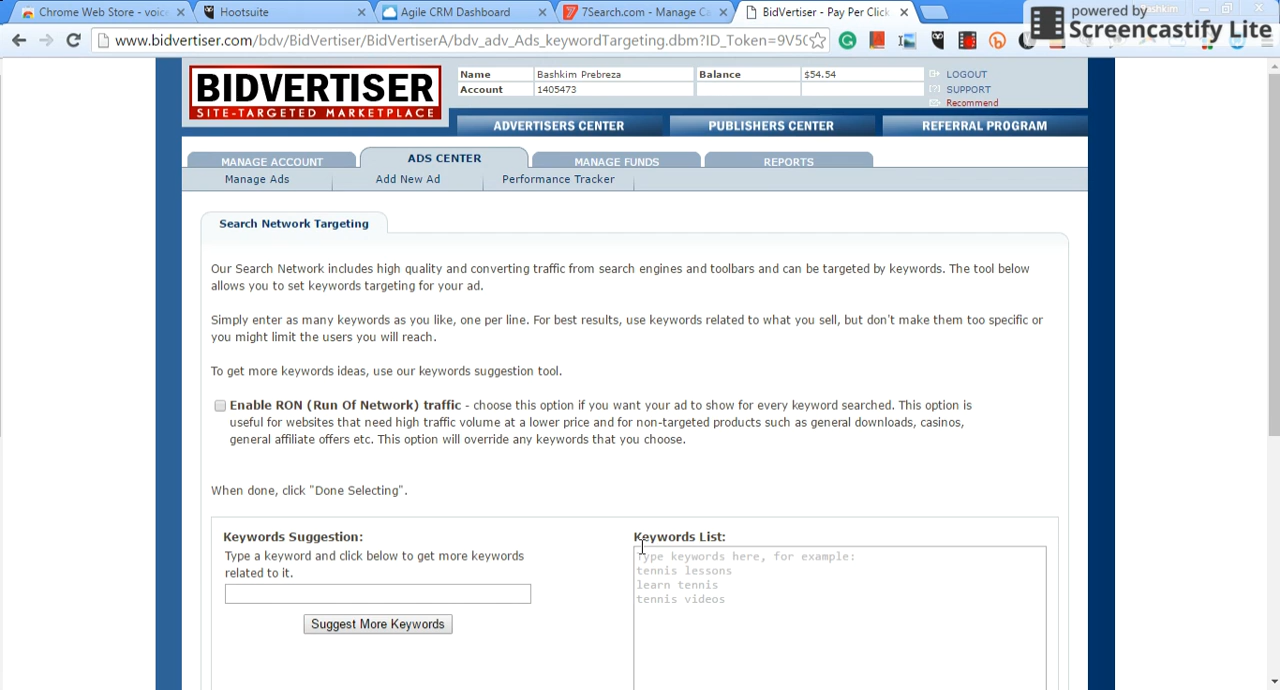 Chrome Web Store - voice
Hootsuite
Agile CRM Dashboard
7Search.com - Manage C
BidVertiser - Pay Per Click
powered by
Screencastify Lite
www.bidvertiser.com/bdv/BidVertiser/BidVertiserA/bdv_adv_Ads_keywordTargeting.dbm?ID_Token=9V5
BIDVERTISER
SITE-TARGETED MARKETPLACE
Name Bashkim Prebreza Balance $54.54
Account 1405473
LOGOUT
SUPPORT
Recommend
ADVERTISERS CENTER PUBLISHERS CENTER REFERRAL PROGRAM
MANAGE ACCOUNT ADS CENTER MANAGE FUNDS REPORTS
Manage Ads Add New Ad Performance Tracker
Search Network Targeting
Our Search Network includes high quality and converting traffic from search engines and toolbars and can be targeted by keywords. The tool below
allows you to set keywords targeting for your ad.
Simply enter as many keywords as you like, one per line. For best results, use keywords related to what you sell, but don't make them too specific or
you might limit the users you will reach.
To get more keywords ideas, use our keywords suggestion tool.
Enable RON (Run Of Network) traffic - choose this option if you want your ad to show for every keyword searched. This option is
useful for websites that need high traffic volume at a lower price and for non-targeted products such as general downloads, casinos,
general affiliate offers etc. This option will override any keywords that you choose.
When done, click "Done Selecting".
Keywords Suggestion:
Type a keyword and click below to get more keywords
related to it.
Suggest More Keywords
Keywords List:
Type keywords here, for example:
tennis lessons
learn tennis
tennis videos